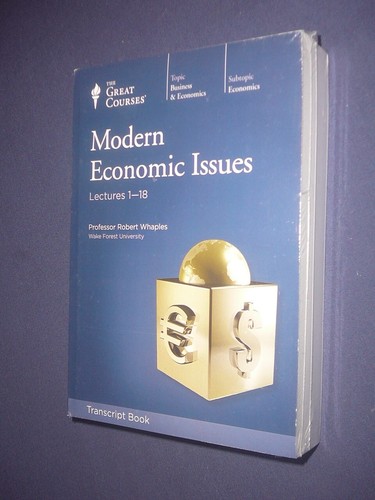 THE
GREAT
COURSES®
Topic
Business
& Economics
Subtopic
Economics
Modern
Economic Issues
Lectures 1—18
Professor Robert Whaples
Wake Forest University
€
$
Transcript Book